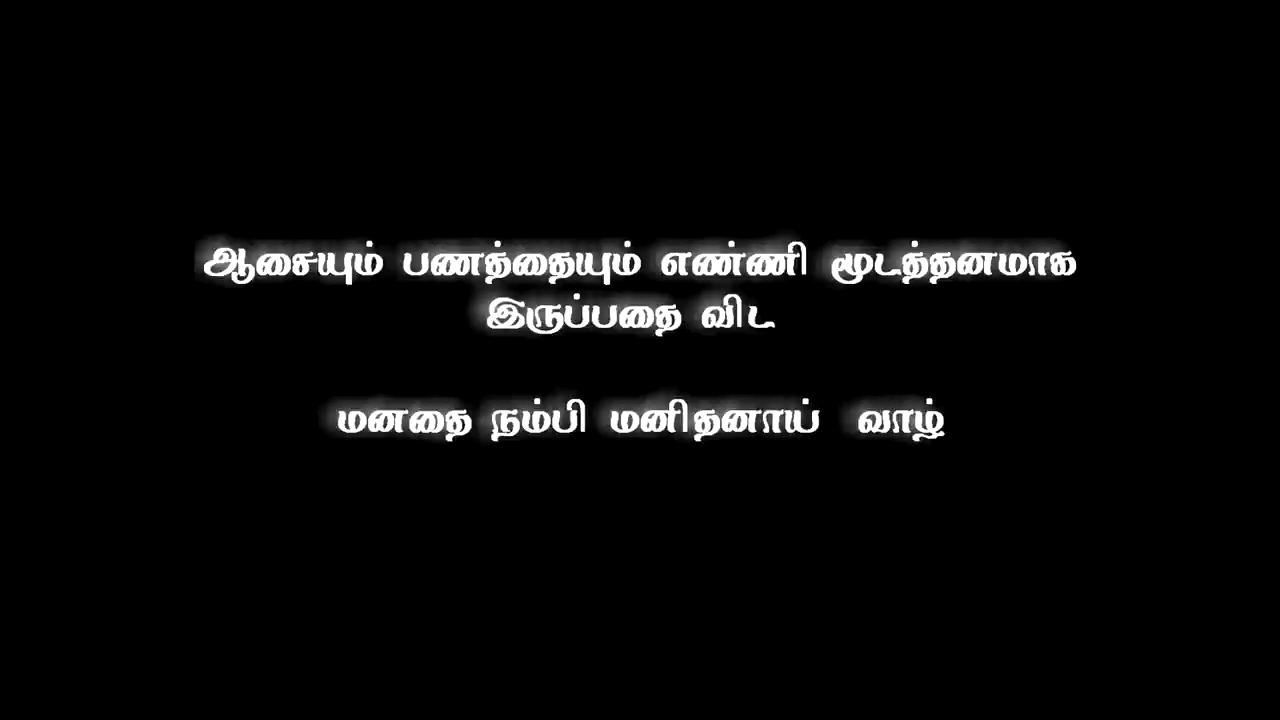 ஆசையும் பணத்தையும் எண்ணி மூடத்தனமாக
இருப்பதை விட
மனதை நம்பி மனிதனாய் வாழ்